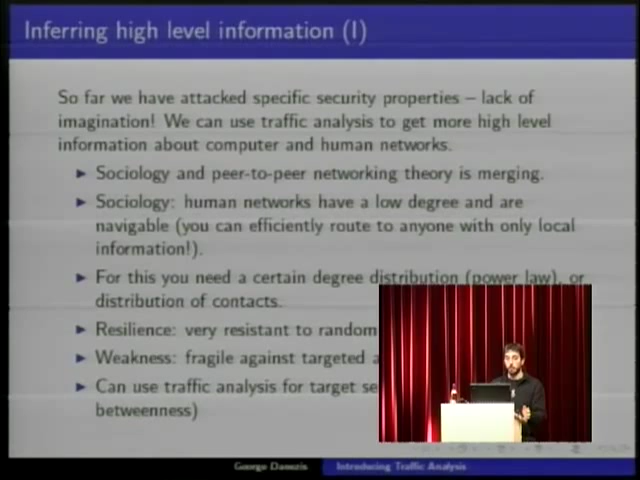 Inferring high level information (I)
So far we have attacked specific security properties – lack of
imagination! We can use traffic analysis to get more high level
information about computer and human networks.
▶ Sociology and peer-to-peer networking theory is merging.
▶ Sociology: human networks have a low degree and are
navigable (you can efficiently route to anyone with only local
information!).
▶ For this you need a certain degree distribution (power law), or
distribution of contacts.
▶ Resilience: very resistant to random
▶ Weakness: fragile against targeted a
▶ Can use traffic analysis for target se
betweenness)
George Danezis Introducing Traffic Analysis